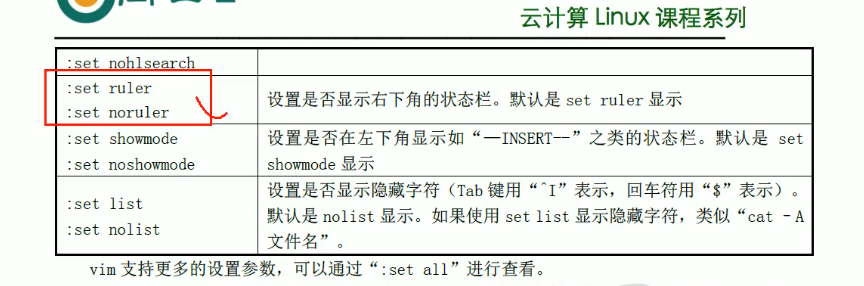 云计算 Linux 课程系列
:set nohlsearch
:set ruler
:set noruler
设置是否显示右下角的状态栏。默认是 set ruler 显示
:set showmode
:set noshowmode
设置是否在左下角显示如“—INSERT--”之类的状态栏。默认是 set
showmode 显示
:set list
:set nolist
设置是否显示隐藏字符（Tab 键用“^I”表示，回车符用“$”表示）。
默认是 nolist 显示。如果使用 set list 显示隐藏字符，类似“cat -A
文件名”。
vim 支持更多的设置参数，可以通过“:set all”进行查看。